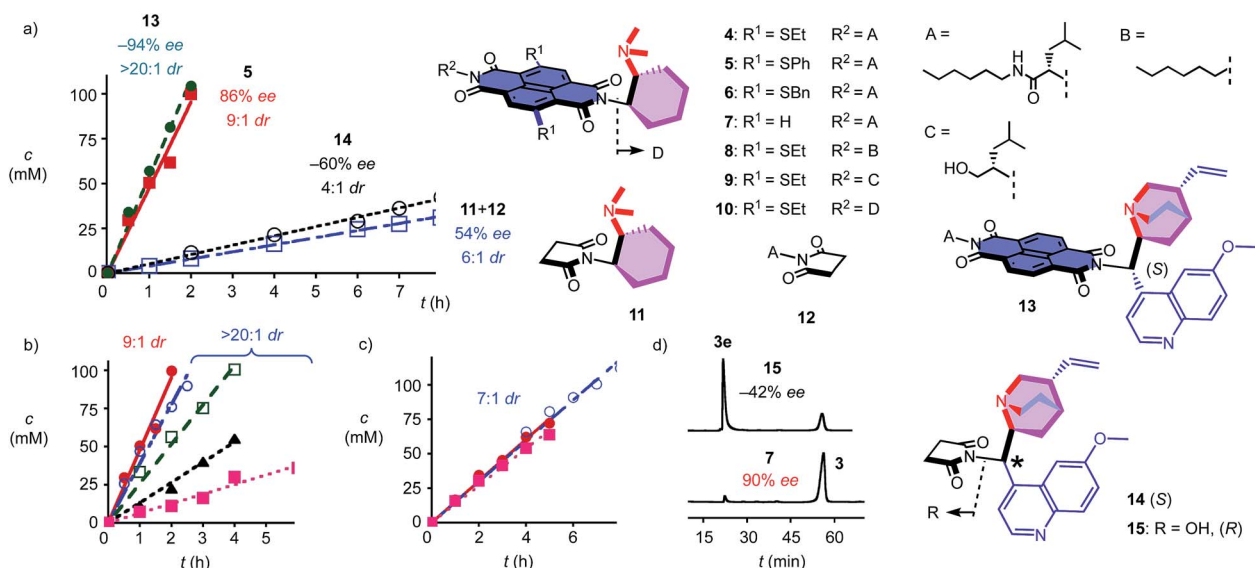 a)
13
–94% ee
>20:1 dr
5
86% ee
9:1 dr
14
–60% ee
4:1 dr
c
(mM)
100
75
50
25
0
0 1 2 3 4 5 6 7 t (h)
R1
N
R2
N
O
O
O
O
N
R1
D
11+12
54% ee
6:1 dr
N
O
N
O
11
4: R1 = SEt R2 = A
5: R1 = SPh R2 = A
6: R1 = SBn R2 = A
7: R1 = H R2 = A
8: R1 = SEt R2 = B
9: R1 = SEt R2 = C
10: R1 = SEt R2 = D
A
N
O
O
12
A =
H
N
O
B =
C =
HO
N
A
N
O
O
O
O
N
(S)
O
N
13
b)
9:1 dr
>20:1 dr
c
(mM)
100
75
50
25
0
0 1 2 3 4 5
t (h)
c)
7:1 dr
c
(mM)
100
75
50
25
0
0 2 4 6
t (h)
d)
3e
15
–42% ee
7
90% ee
3
15 30 45 60
t (min)
N
O
N
O
*
O
R
N
14 (S)
15: R = OH, (R)